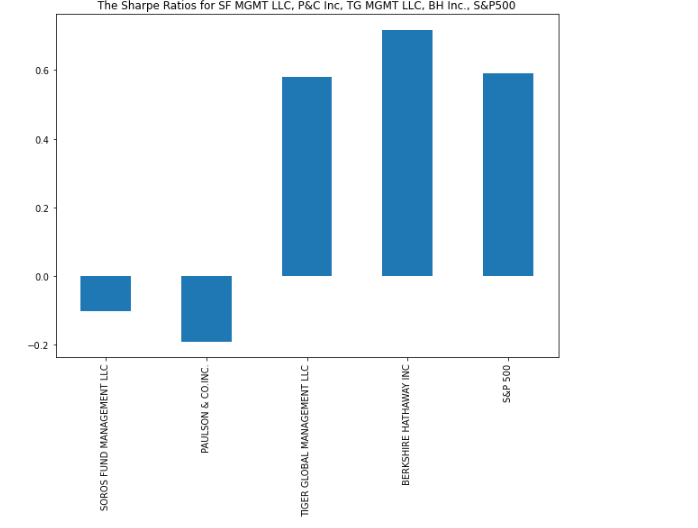 The Sharpe Ratios for SF MGMT LLC, P&C Inc, TG MGMT LLC, BH Inc., S&P500
0.6
0.4
0.2
0.0
−0.2
SOROS FUND MANAGEMENT LLC
PAULSON & CO.INC.
TIGER GLOBAL MANAGEMENT LLC
BERKSHIRE HATHAWAY INC
S&P 500